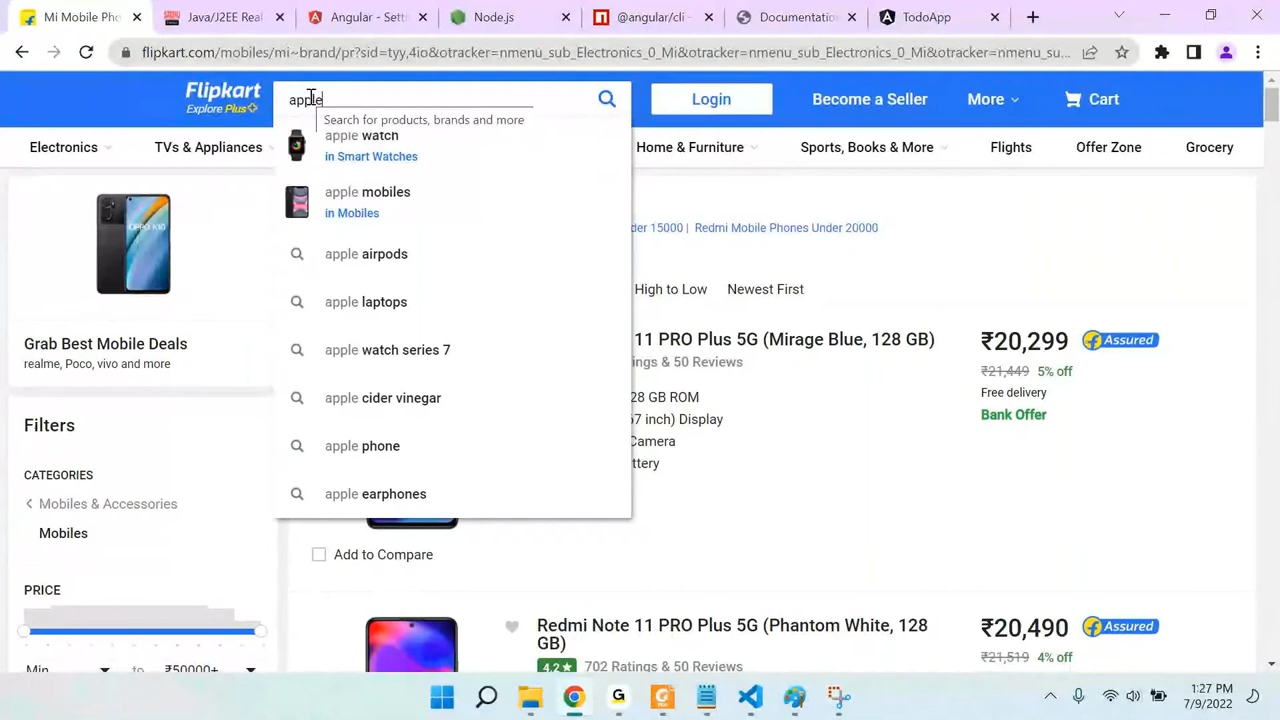 Mi Mobile Pho
Java/J2EE Real
Angular - Setti
Node.js
@angular/cli -
Documentatio
TodoApp
flipkart.com/mobiles/mi~brand/pr?sid=tyy,4io&otracker=nmenu_sub_Electronics_0_Mi&otracker=nmenu_sub_Electronics_0_Mi&otracker=nmenu_su...
Flipkart
Explore Plus
apple
Login
Become a Seller
More
Cart
Search for products, brands and more
Electronics
TVs & Appliances
Home & Furniture
Sports, Books & More
Flights
Offer Zone
Grocery
apple watch
in Smart Watches
apple mobiles
in Mobiles
apple airpods
apple laptops
apple watch series 7
apple cider vinegar
apple phone
apple earphones
Grab Best Mobile Deals
realme, Poco, vivo and more
Filters
CATEGORIES
Mobiles & Accessories
Mobiles
PRICE
Min
to
₹50000+
der 15000 | Redmi Mobile Phones Under 20000
High to Low
Newest First
11 PRO Plus 5G (Mirage Blue, 128 GB)
ngs & 50 Reviews
28 GB ROM
67 inch) Display
Camera
ttery
₹20,299
Assured
₹21,449 5% off
Free delivery
Bank Offer
Add to Compare
Redmi Note 11 PRO Plus 5G (Phantom White, 128
GB)
4.2★ 702 Ratings & 50 Reviews
₹20,490
Assured
₹21,519 4% off
1:27 PM
7/9/2022